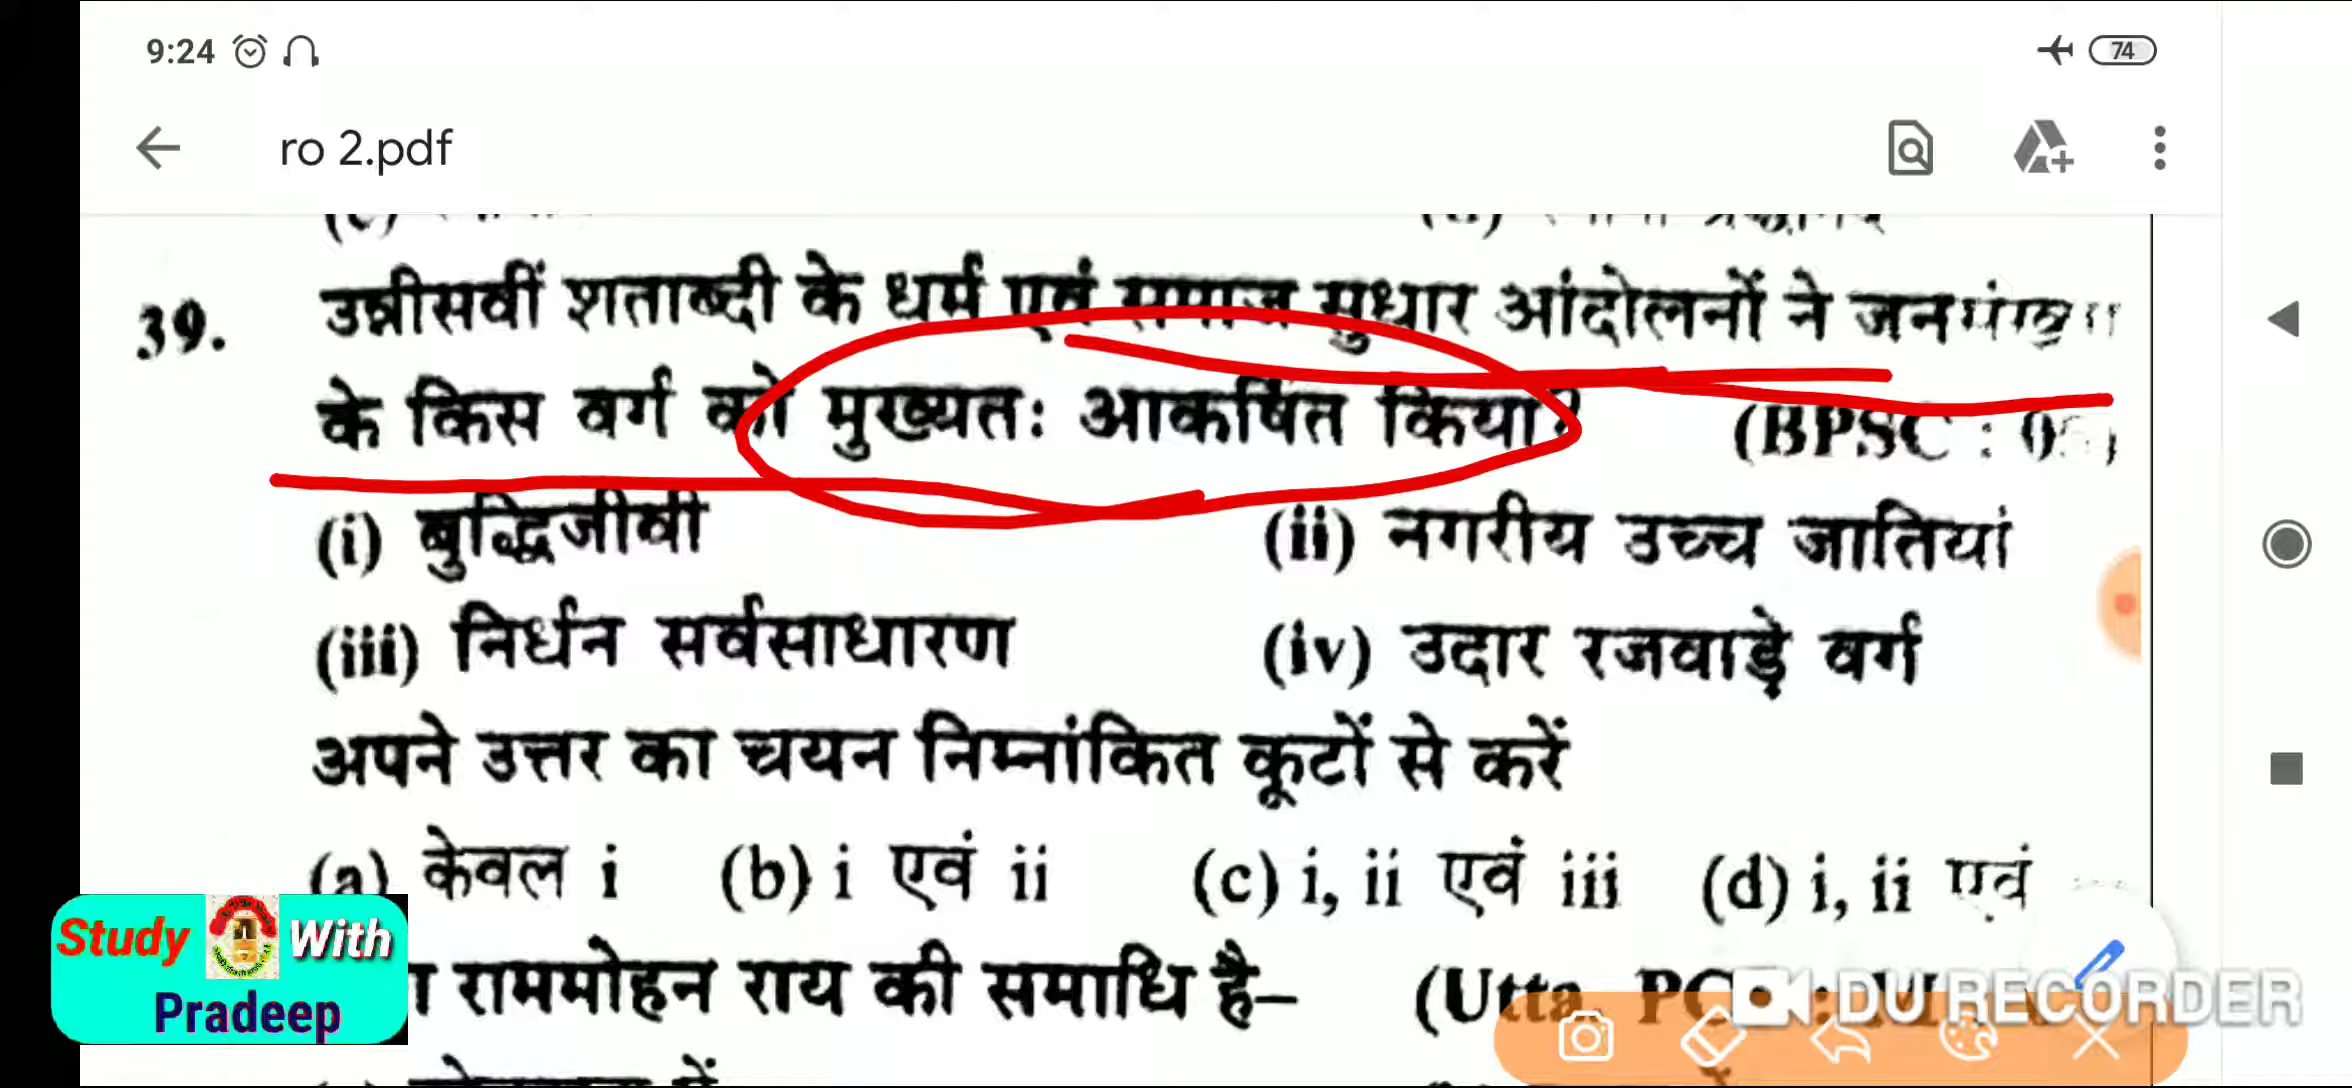 9:24
74
ro 2.pdf
39. उन्नीसवीं शताब्दी के धर्म एवं समाज सुधार आंदोलनों ने
के किस वर्ग को मुख्यतः आकर्षित किया? (BPSC :
(i) बुद्धिजीवी (ii) नगरीय उच्च जातियां
(iii) निर्धन सर्वसाधारण (iv) उदार रजवाड़े वर्ग
अपने उत्तर का चयन निम्नांकित कूटों से करें
(a) केवल i (b) i एवं ii (c) i, ii एवं iii (d) i, ii एवं
राममोहन राय की समाधि है– (Utta.
Study With
Pradeep
DU RECORDER